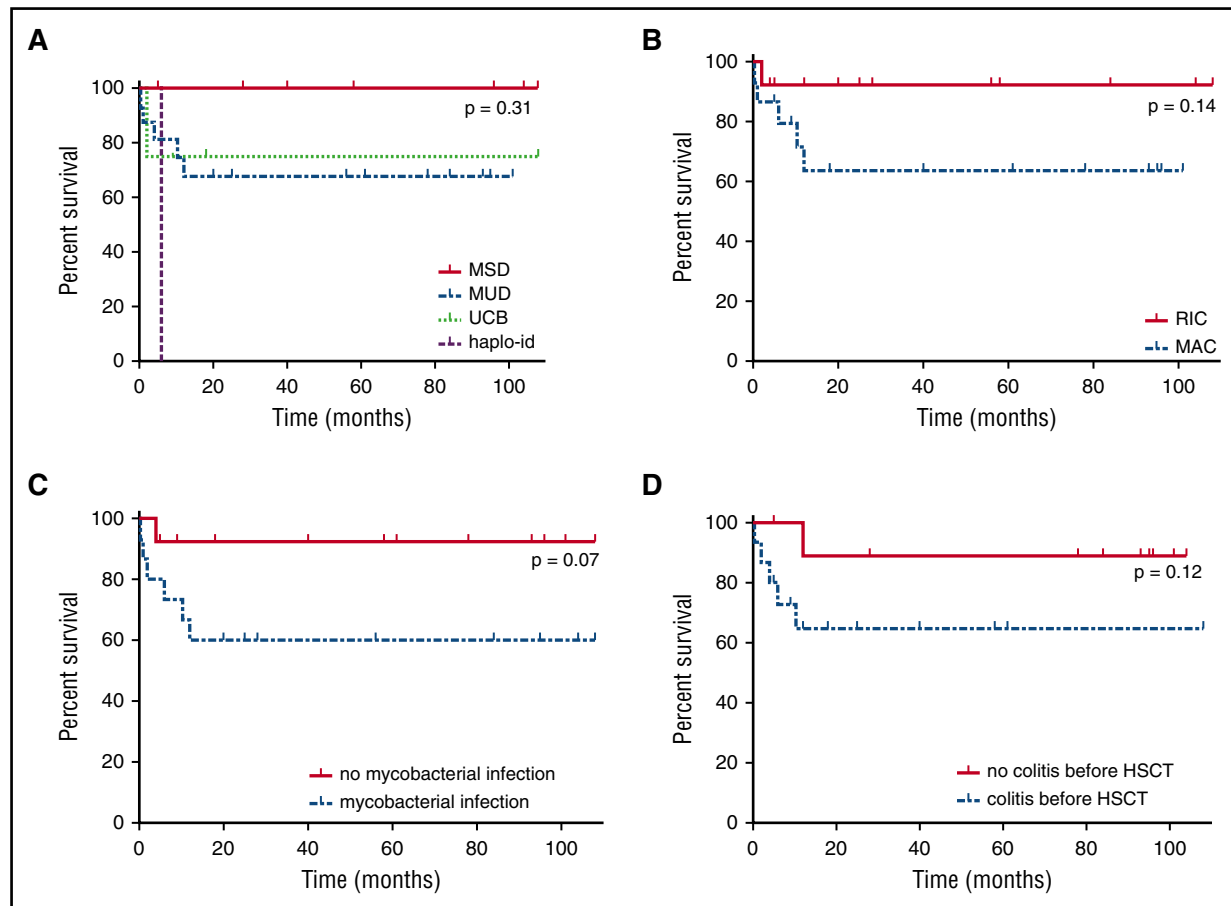 A
100
80
60
40
20
0
Percent survival
p = 0.31
MSD
MUD
UCB
haplo-id
0 20 40 60 80 100
Time (months)
B
100
80
60
40
20
0
Percent survival
p = 0.14
RIC
MAC
0 20 40 60 80 100
Time (months)
C
100
80
60
40
20
0
Percent survival
p = 0.07
no mycobacterial infection
mycobacterial infection
0 20 40 60 80 100
Time (months)
D
100
80
60
40
20
0
Percent survival
p = 0.12
no colitis before HSCT
colitis before HSCT
0 20 40 60 80 100
Time (months)